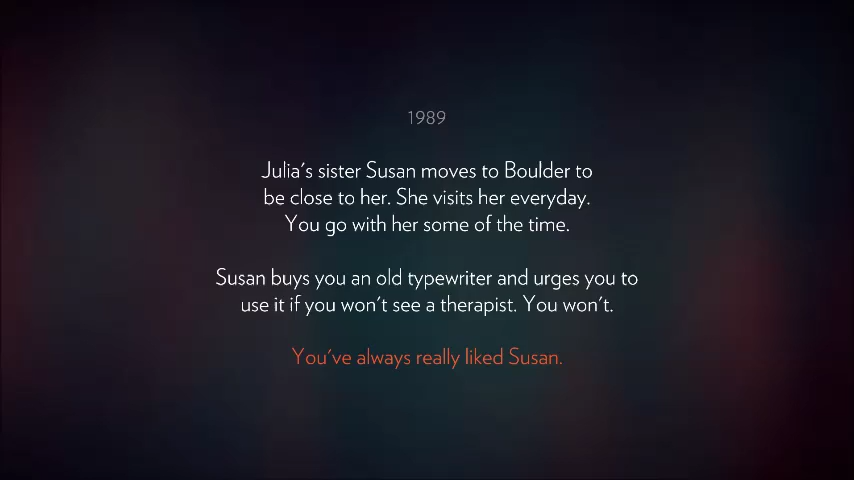 1989
Julia's sister Susan moves to Boulder to
be close to her. She visits her everyday.
You go with her some of the time.
Susan buys you an old typewriter and urges you to
use it if you won't see a therapist. You won't.
You've always really liked Susan.